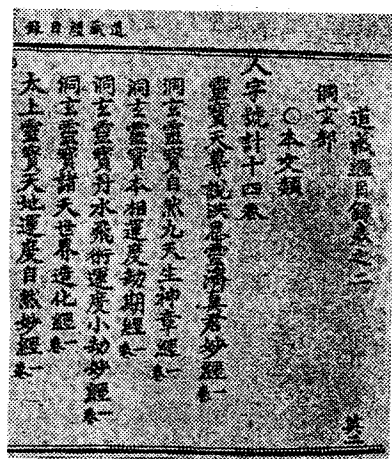 道藏經目錄
道藏經目錄卷之二　英二
洞玄部
○本文類
人字號計十四卷
靈寶天尊說洪恩靈濟真君妙經一卷
洞玄靈寶自然九天生神章經一卷
洞玄靈寶本相運度劫期經一卷
洞玄靈寶丹水飛術運度小劫妙經一卷
洞玄靈寶諸天世界造化經一卷
太上靈寶天地運度自然妙經一卷